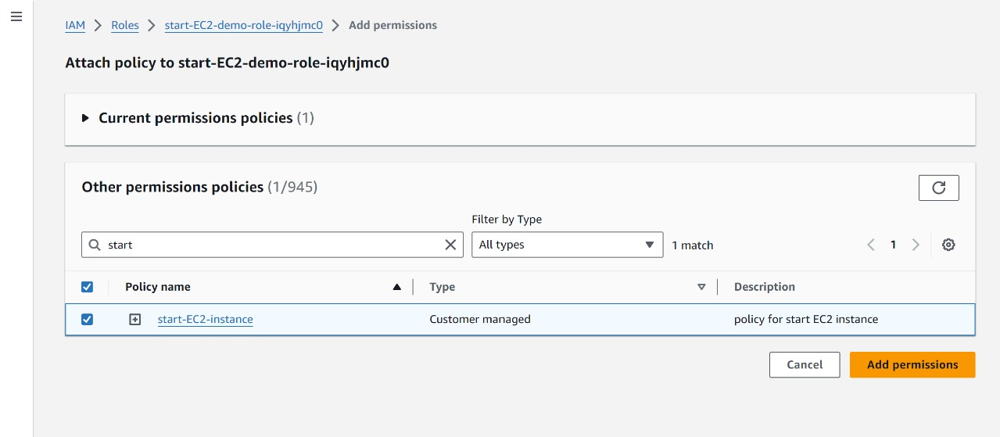 IAM Roles start-EC2-demo-role-iqyhjmc0 Add permissions
Attach policy to start-EC2-demo-role-iqyhjmc0
Current permissions policies (1)
Other permissions policies (1/945)
Filter by Type
start All types 1 match 1
Policy name Type Description
start-EC2-instance Customer managed policy for start EC2 instance
Cancel Add permissions